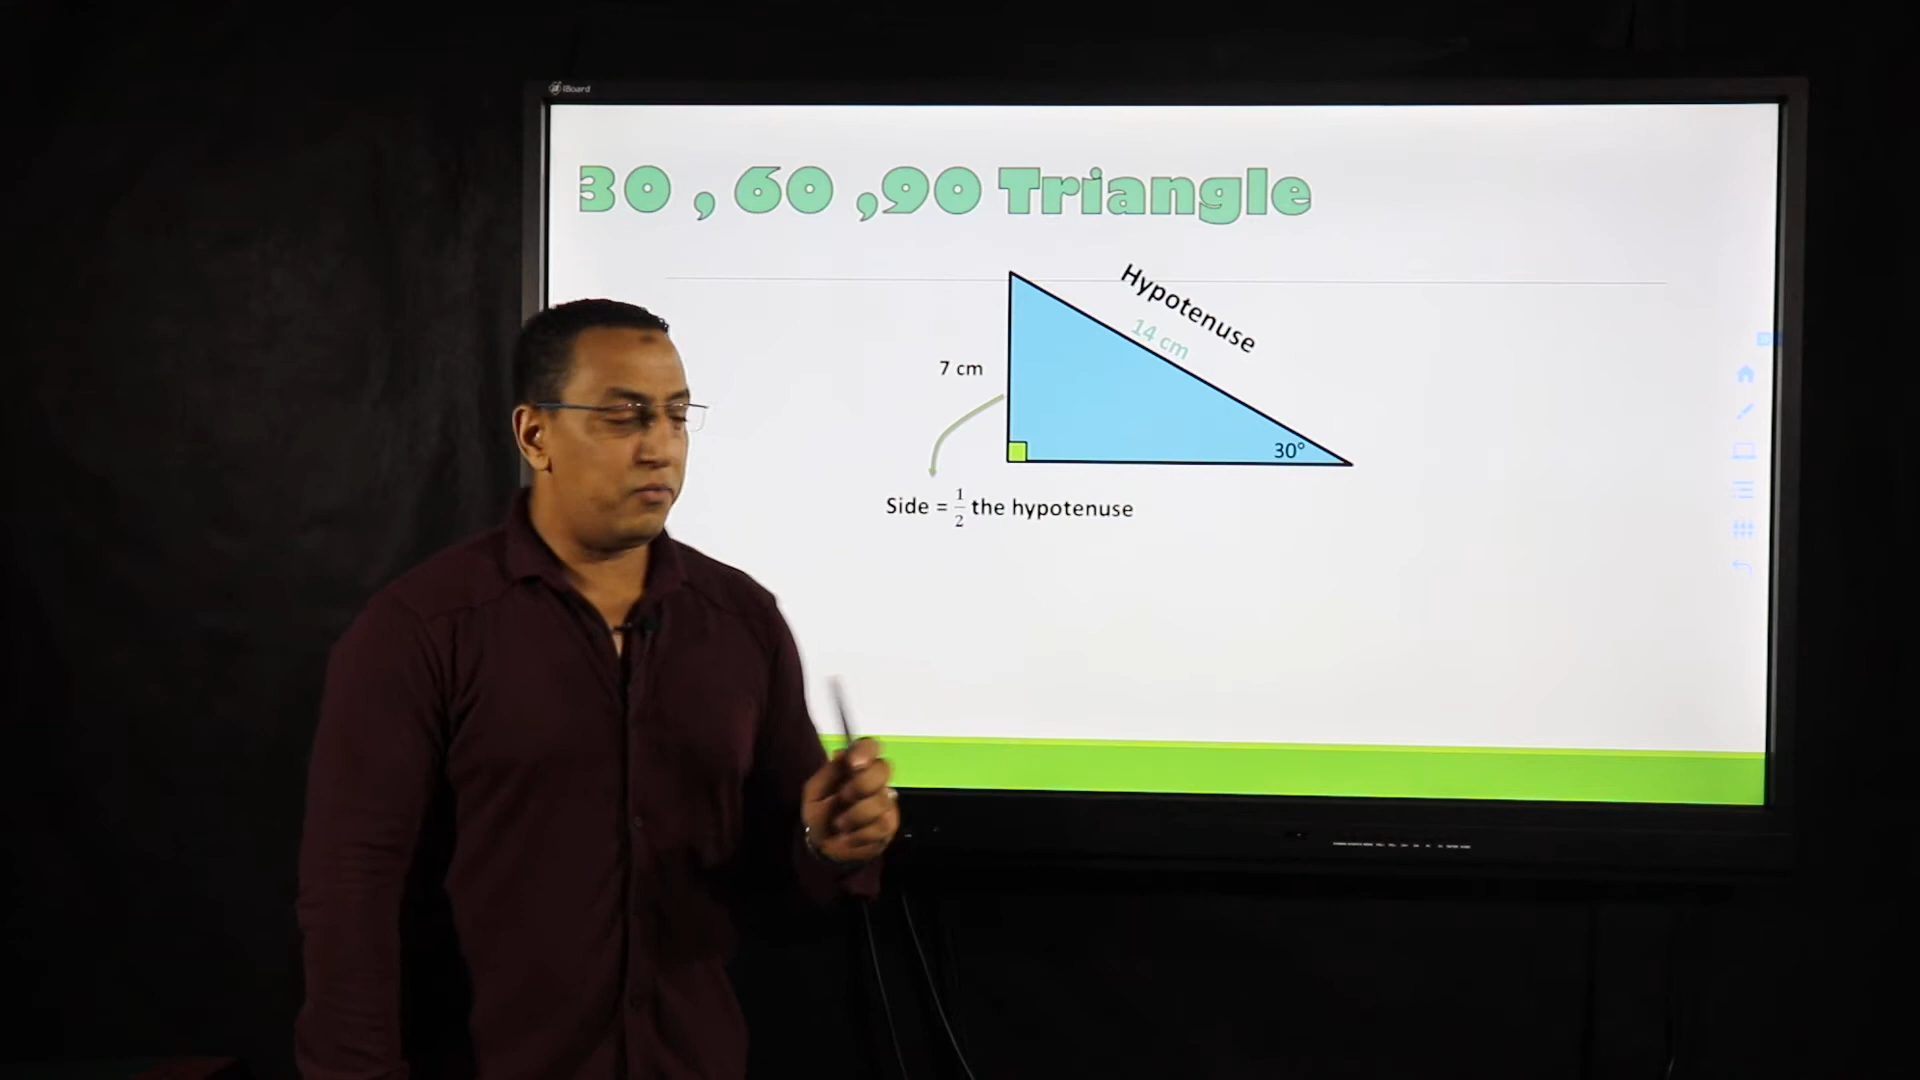 IBoard
30 , 60 ,90 Triangle
Hypotenuse
14 cm
7 cm
30°
Side = 1/2 the hypotenuse